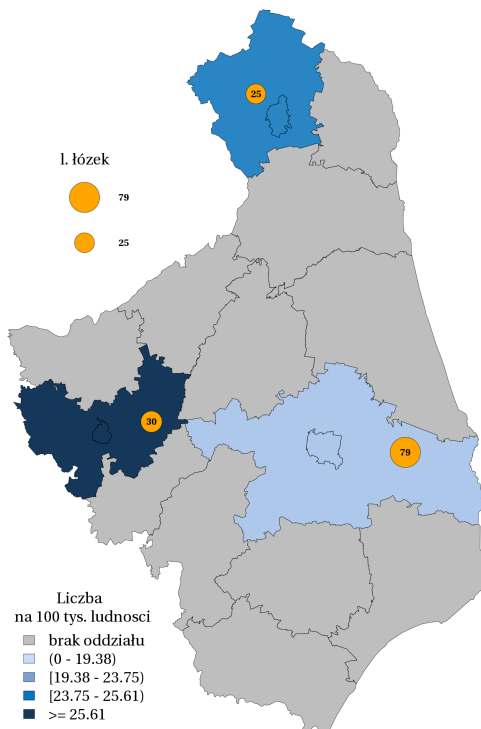 25
l. łózek
79
25
30
79
Liczba
na 100 tys. ludnosci
brak oddziału
(0 - 19.38)
[19.38 - 23.75)
[23.75 - 25.61)
>= 25.61